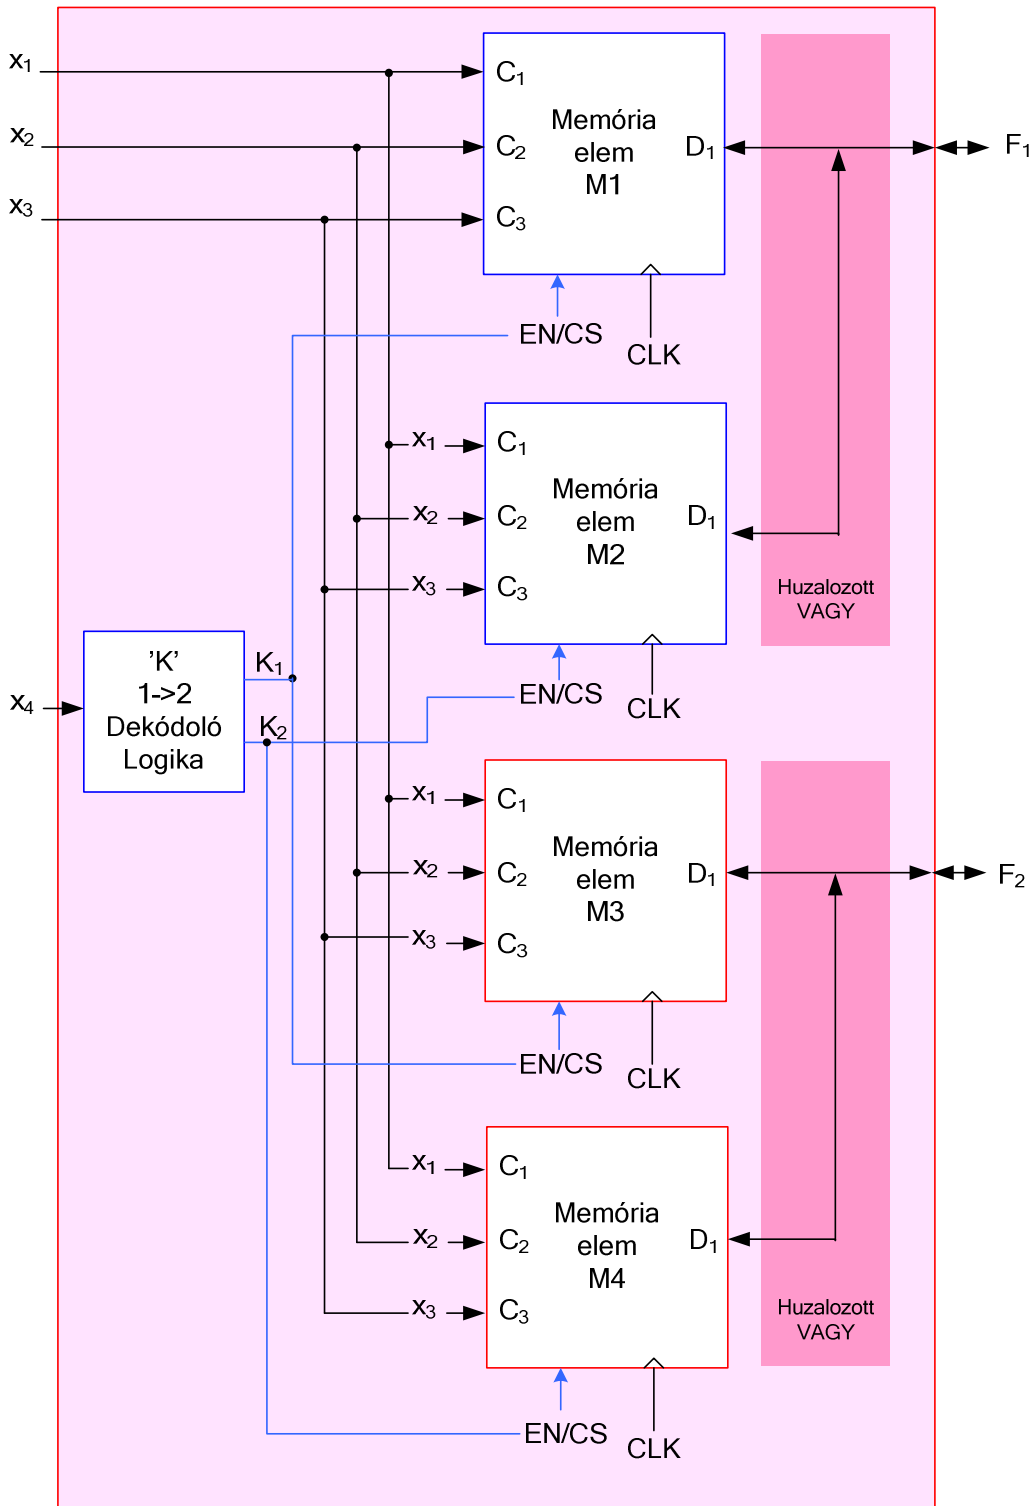 x₁
C₁
x₂
C₂
x₃
C₃
Memória
elem
M1
D₁
F₁
EN/CS
CLK
x₁
C₁
x₂
C₂
x₃
C₃
Memória
elem
M2
D₁
Huzalozott
VAGY
EN/CS
CLK
x₄
'K'
1->2
Dekódoló
Logika
K₁
K₂
x₁
C₁
x₂
C₂
x₃
C₃
Memória
elem
M3
D₁
F₂
EN/CS
CLK
x₁
C₁
x₂
C₂
x₃
C₃
Memória
elem
M4
D₁
Huzalozott
VAGY
EN/CS
CLK